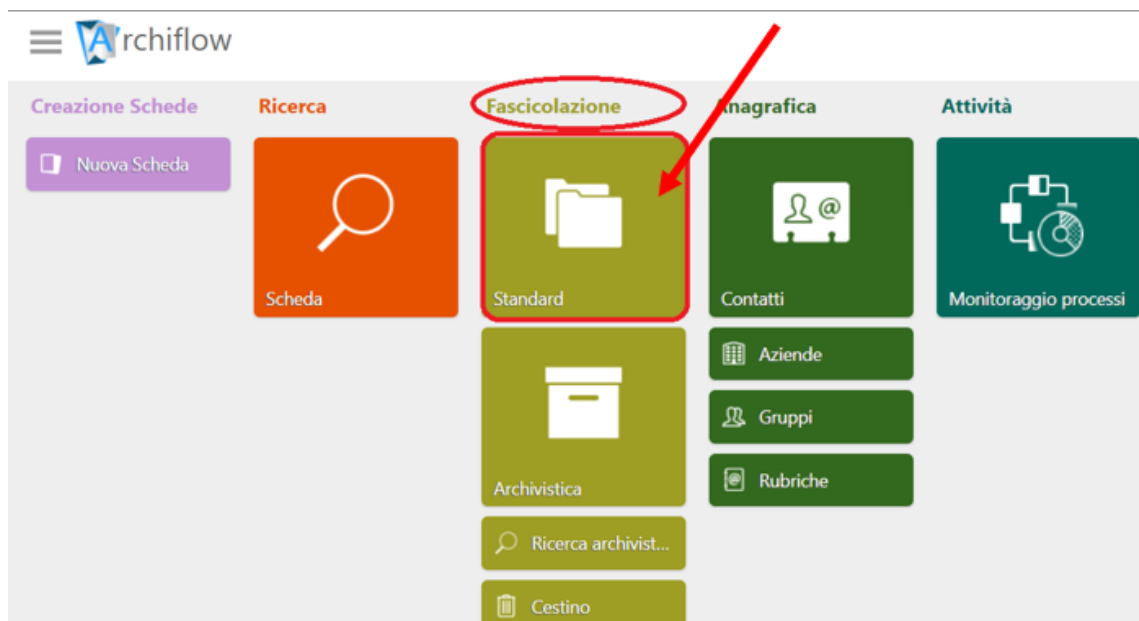 Archiflow
Creazione Schede
Nuova Scheda
Ricerca
Scheda
Fascicolazione
Standard
Archivistica
Ricerca archivist...
Cestino
Anagrafica
Contatti
Aziende
Gruppi
Rubriche
Attività
Monitoraggio processi